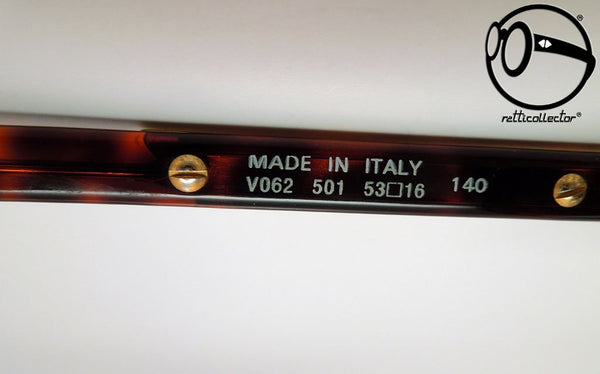 MADE IN ITALY
V062 501 53□16 140
retticollector®
®